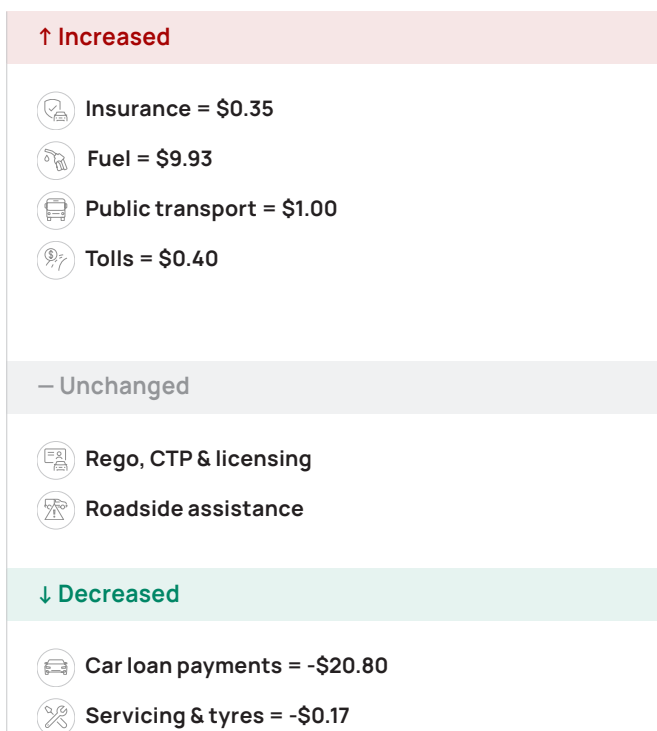 ↑ Increased
Insurance = $0.35
Fuel = $9.93
Public transport = $1.00
Tolls = $0.40
— Unchanged
Rego, CTP & licensing
Roadside assistance
↓ Decreased
Car loan payments = -$20.80
Servicing & tyres = -$0.17